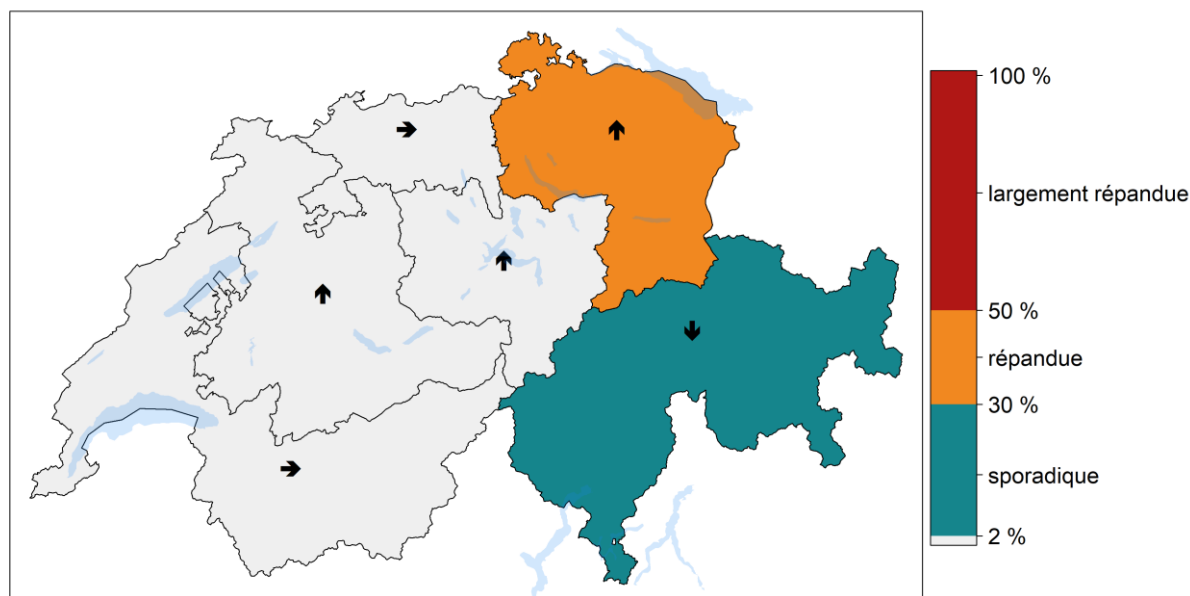 100 %
largement répandue
50 %
répandue
30 %
sporadique
2 %